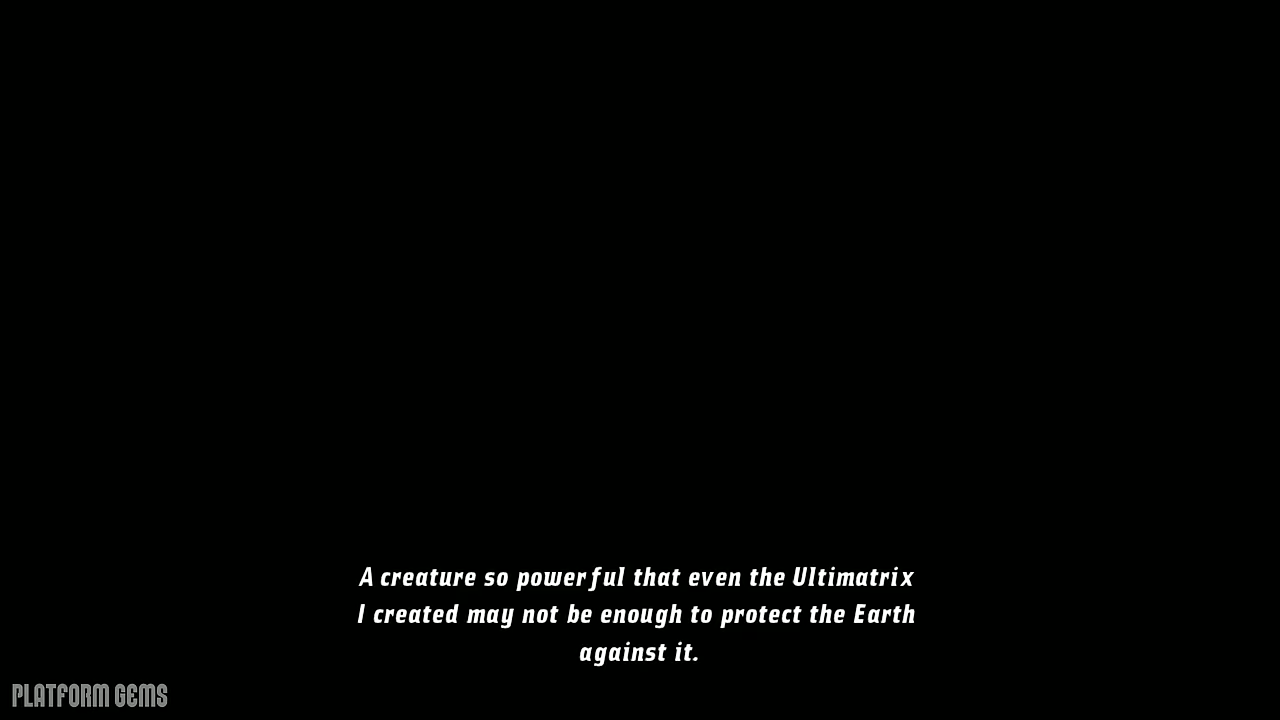 A creature so powerful that even the Ultimatrix
I created may not be enough to protect the Earth
against it.
PLATFORM GEMS